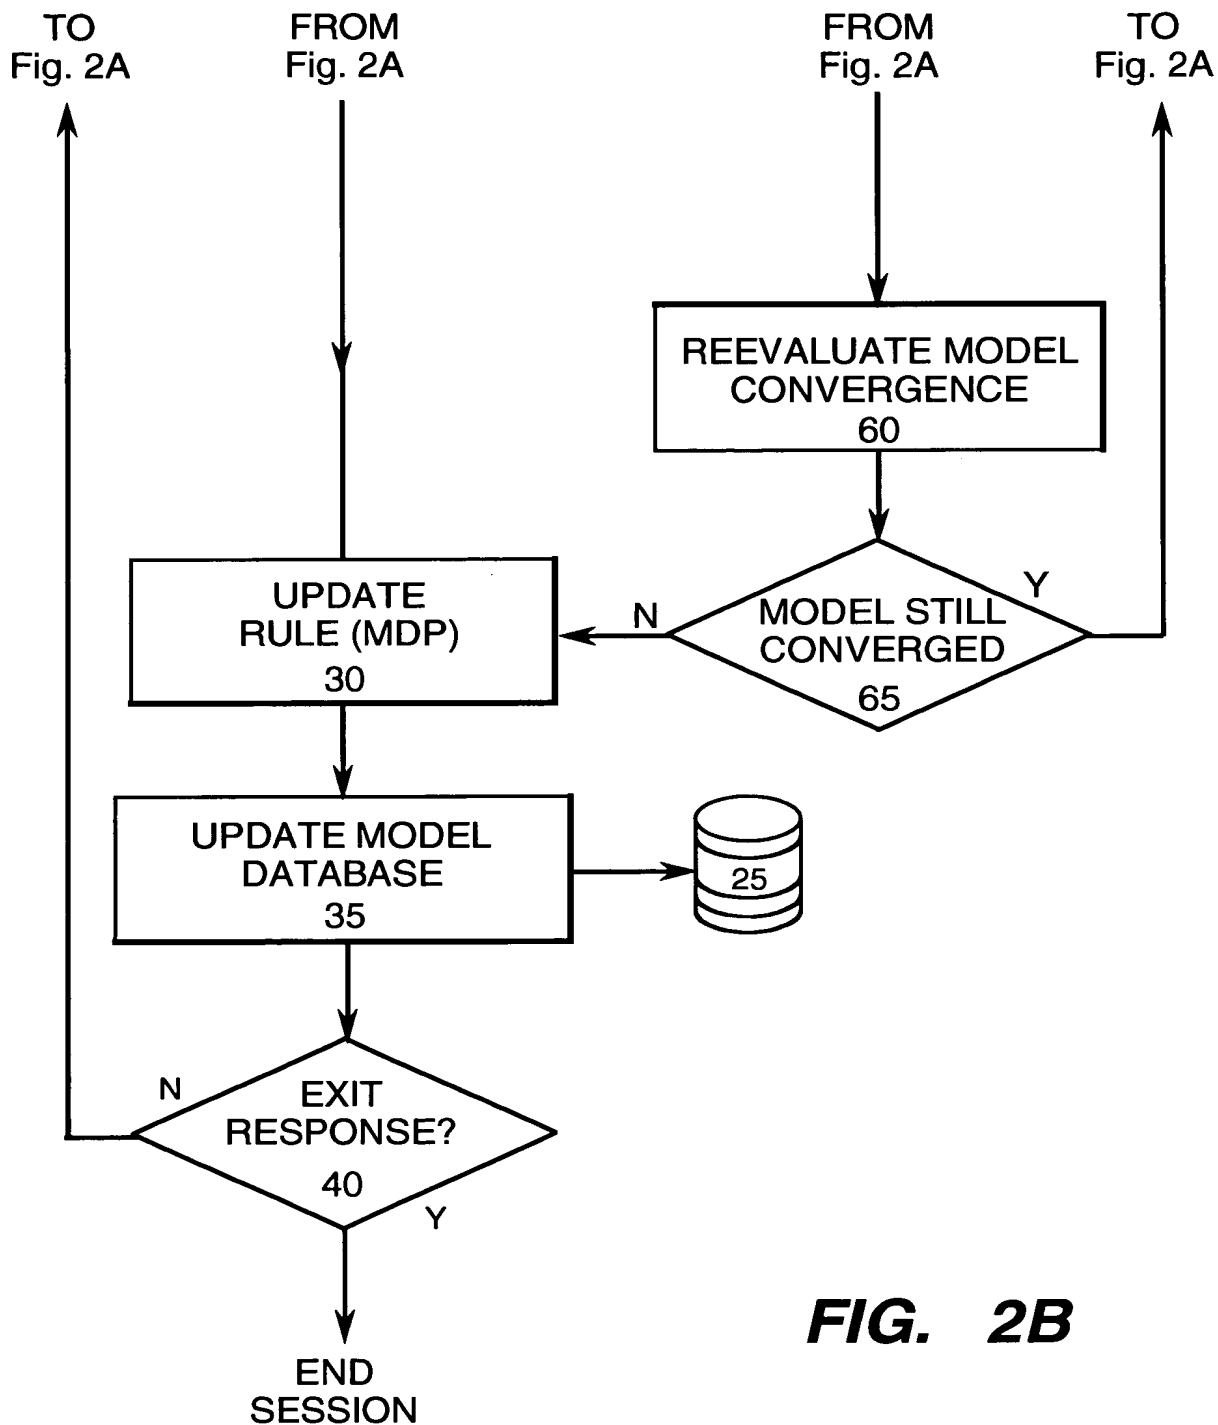 TO
Fig. 2A
FROM
Fig. 2A
FROM
Fig. 2A
TO
Fig. 2A
REEVALUATE MODEL
CONVERGENCE
60
UPDATE
RULE (MDP)
30
N
MODEL STILL
CONVERGED
65
Y
UPDATE MODEL
DATABASE
35
25
N
EXIT
RESPONSE?
40
Y
END
SESSION
FIG. 2B